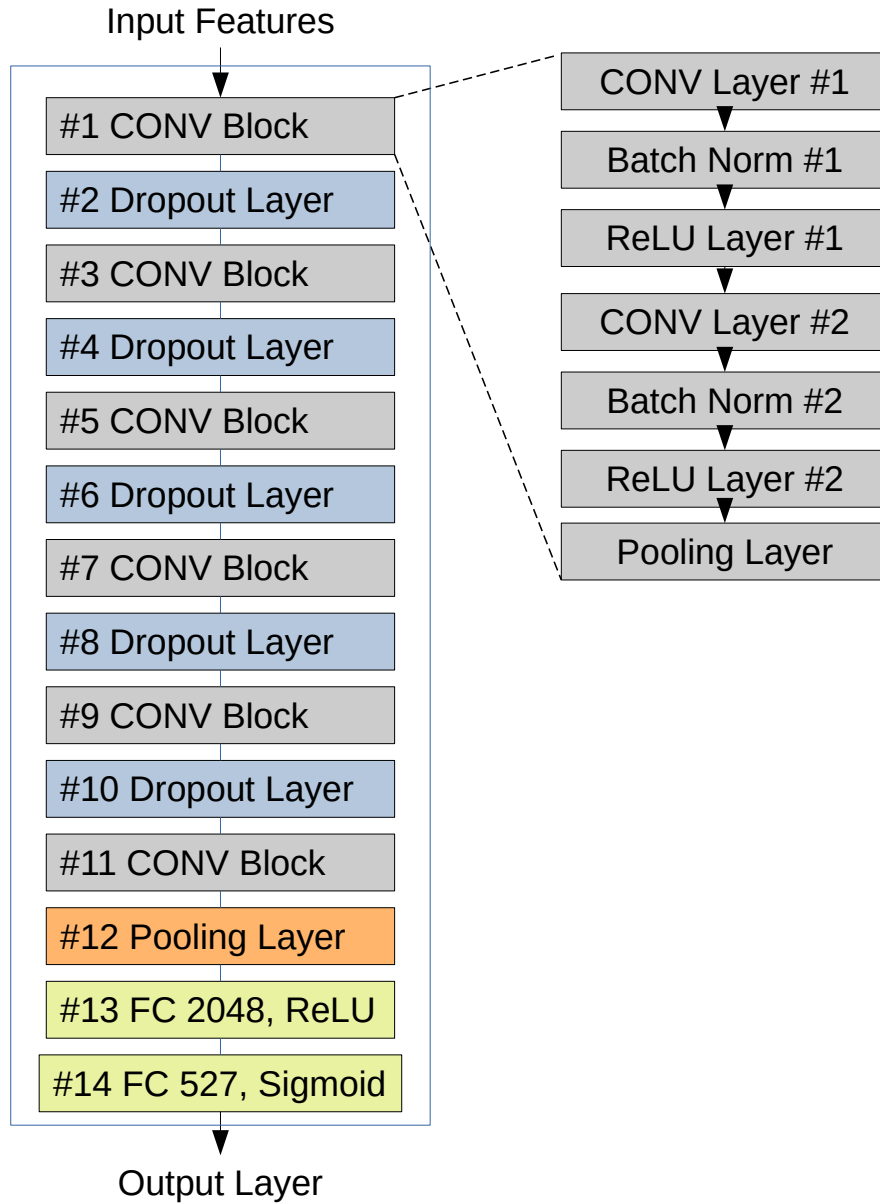 Input Features
#1 CONV Block
#2 Dropout Layer
#3 CONV Block
#4 Dropout Layer
#5 CONV Block
#6 Dropout Layer
#7 CONV Block
#8 Dropout Layer
#9 CONV Block
#10 Dropout Layer
#11 CONV Block
#12 Pooling Layer
#13 FC 2048, ReLU
#14 FC 527, Sigmoid
Output Layer
CONV Layer #1
Batch Norm #1
ReLU Layer #1
CONV Layer #2
Batch Norm #2
ReLU Layer #2
Pooling Layer